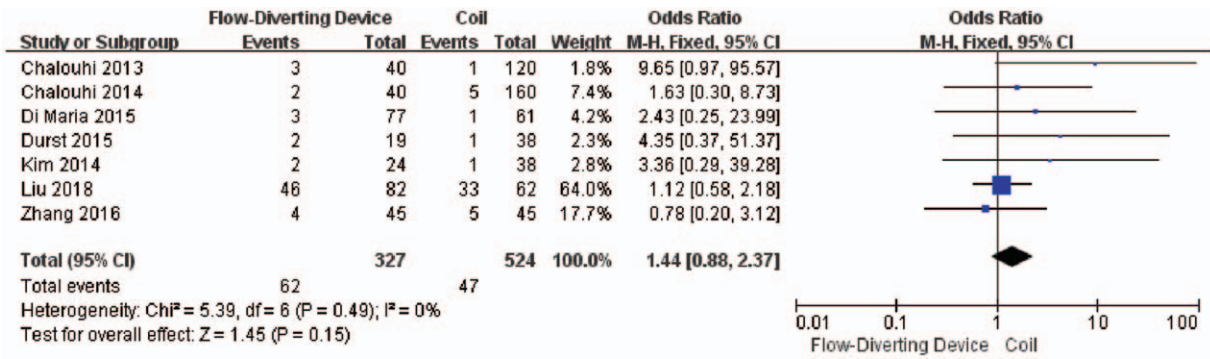 Flow-Diverting Device Coil Odds Ratio Odds Ratio
Study or Subgroup Events Total Events Total Weight M-H, Fixed, 95% CI M-H, Fixed, 95% CI
Chalouhi 2013 3 40 1 120 1.8% 9.65 [0.97, 95.57]
Chalouhi 2014 2 40 5 160 7.4% 1.63 [0.30, 8.73]
Di Maria 2015 3 77 1 61 4.2% 2.43 [0.25, 23.99]
Durst 2015 2 19 1 38 2.3% 4.35 [0.37, 51.37]
Kim 2014 2 24 1 38 2.8% 3.36 [0.29, 39.28]
Liu 2018 46 82 33 62 64.0% 1.12 [0.58, 2.18]
Zhang 2016 4 45 5 45 17.7% 0.78 [0.20, 3.12]
Total (95% CI) 327 524 100.0% 1.44 [0.88, 2.37]
Total events 62 47
Heterogeneity: Chi² = 5.39, df = 6 (P = 0.49); I² = 0%
Test for overall effect: Z = 1.45 (P = 0.15)
0.01 0.1 1 10 100
Flow-Diverting Device Coil